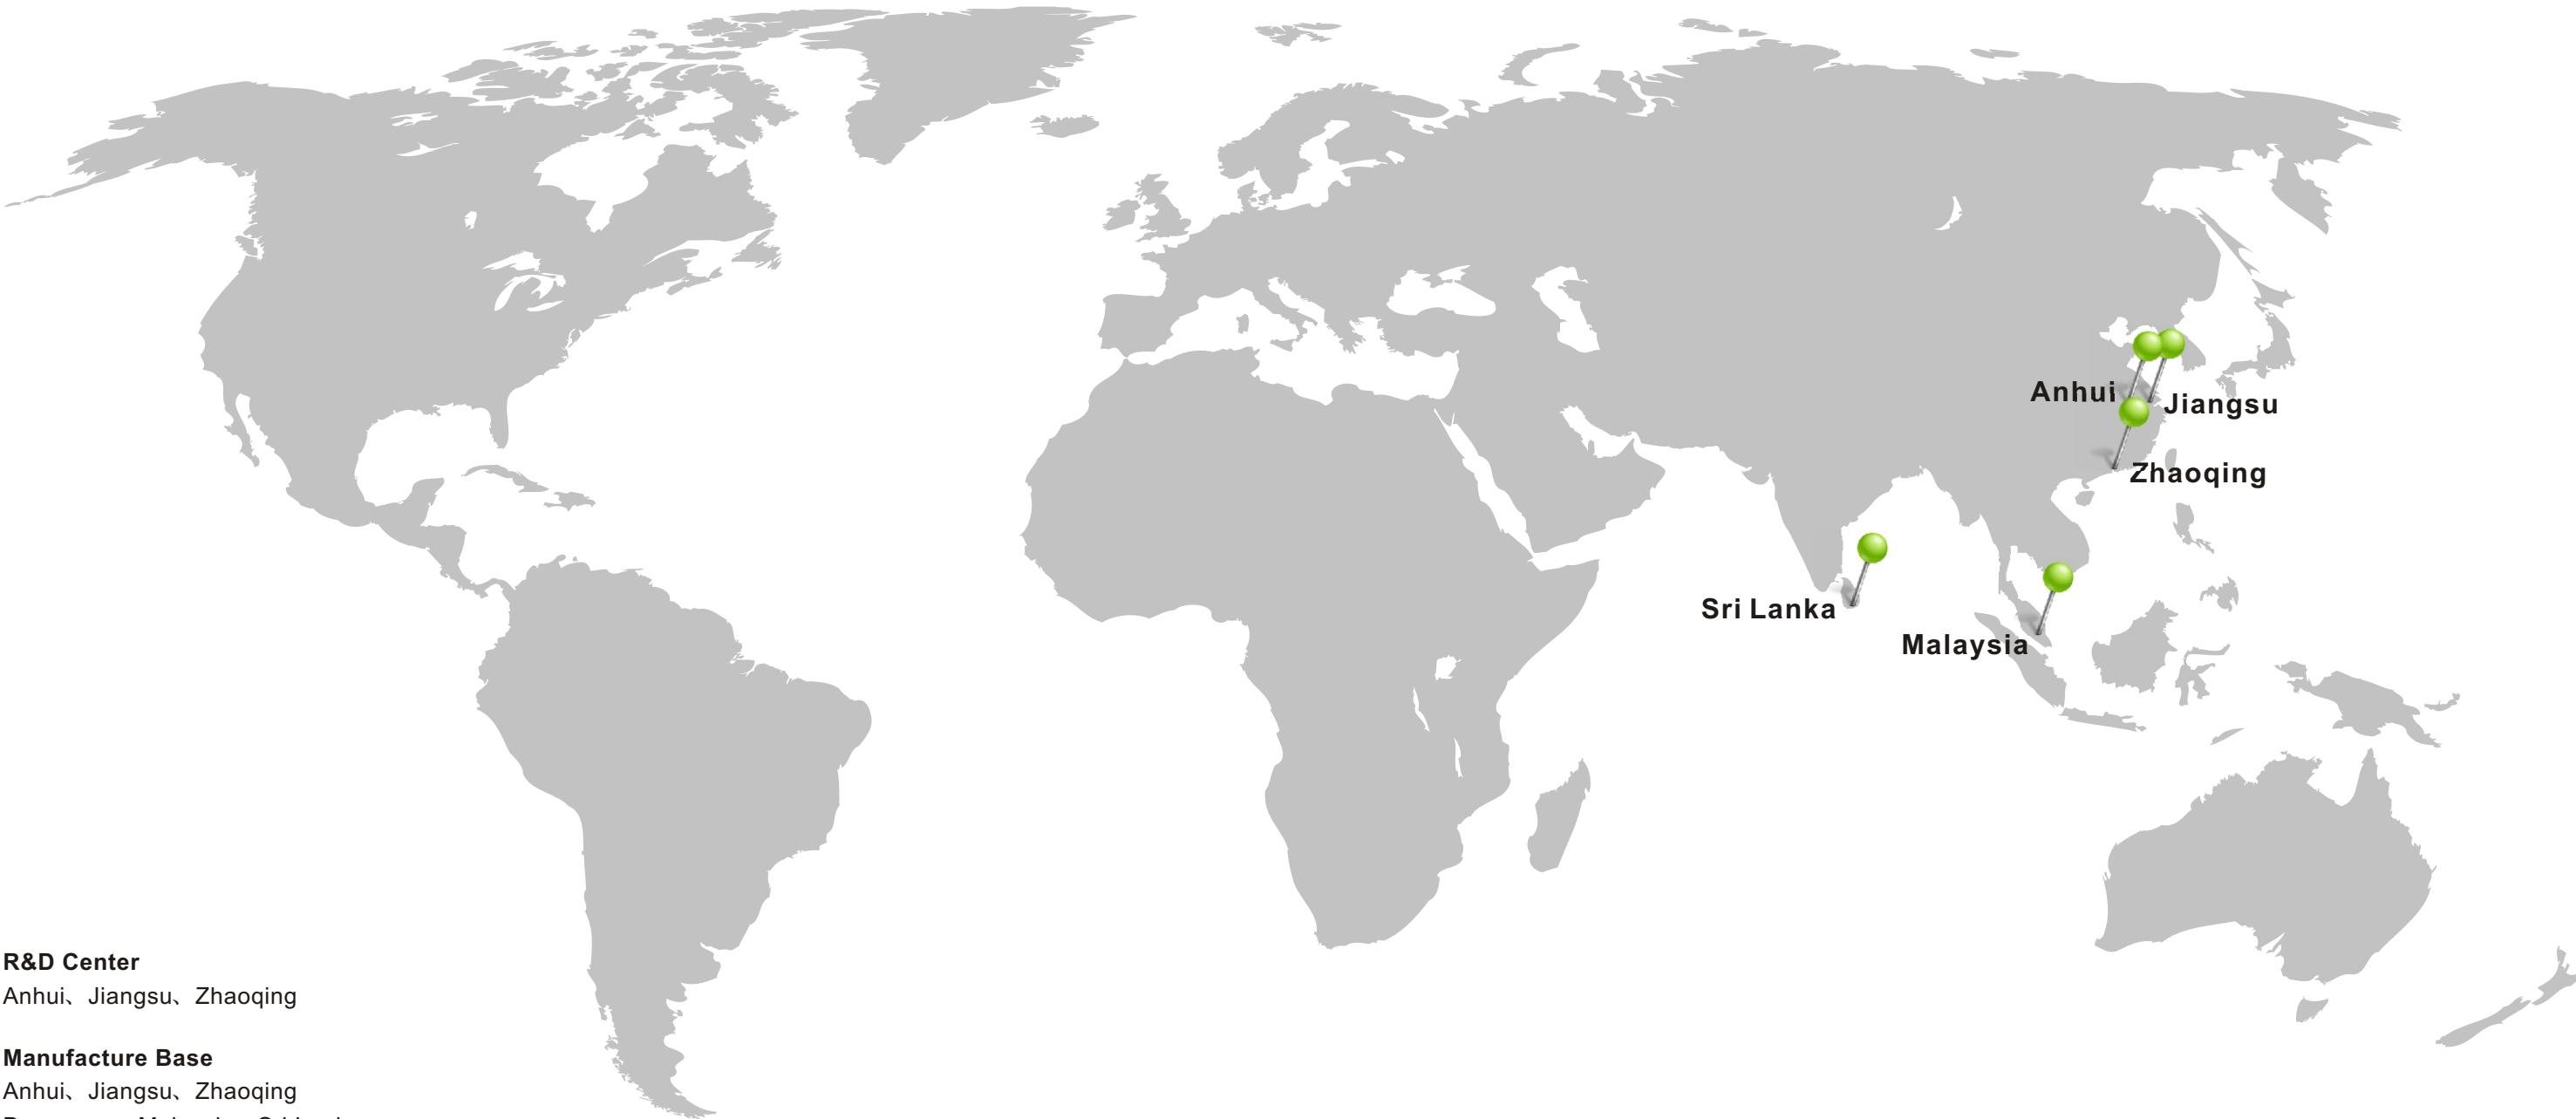 Anhui
Jiangsu
Zhaoqing
Sri Lanka
Malaysia
R&D Center
Anhui、Jiangsu、Zhaoqing
Manufacture Base
Anhui、Jiangsu、Zhaoqing